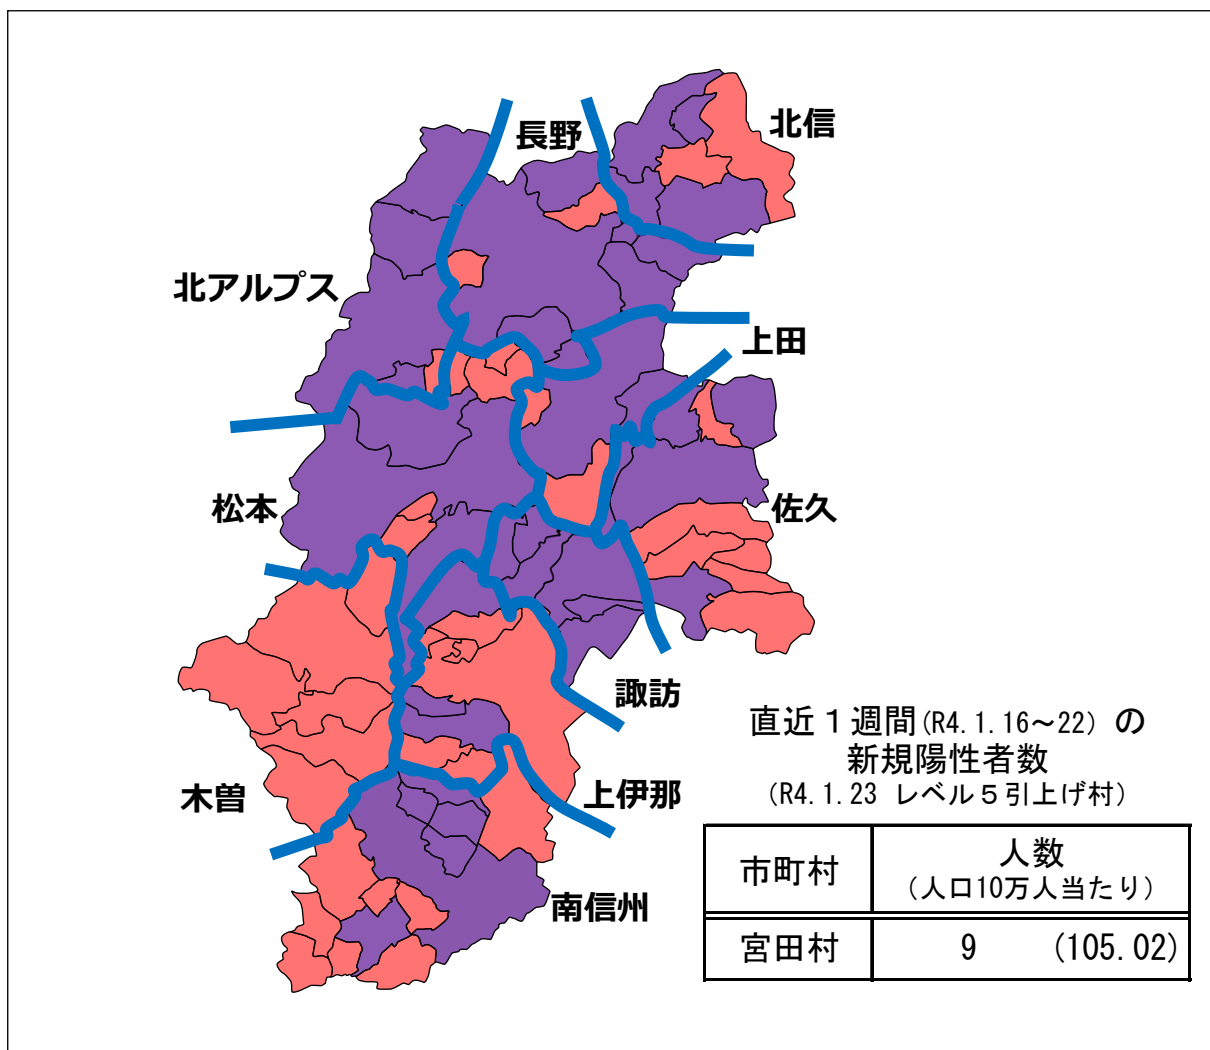 長野
北信
北アルプス
上田
松本
佐久
諏訪
木曽
上伊那
南信州
直近１週間(R4.1.16～22) の
新規陽性者数
(R4.1.23 レベル５引上げ村)
市町村
人数
(人口10万人当たり)
宮田村 9 (105.02)